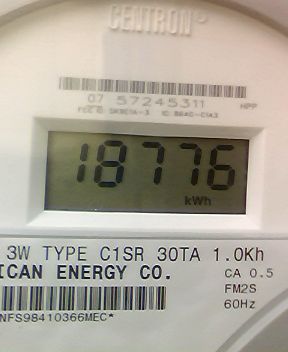 CENTRON
07 57245311 HPP
18776
kWh
3W TYPE C1SR 30TA 1.0Kh
ICAN ENERGY CO.
CA 0.5
FM2S
60Hz
NFS98410366MEC*